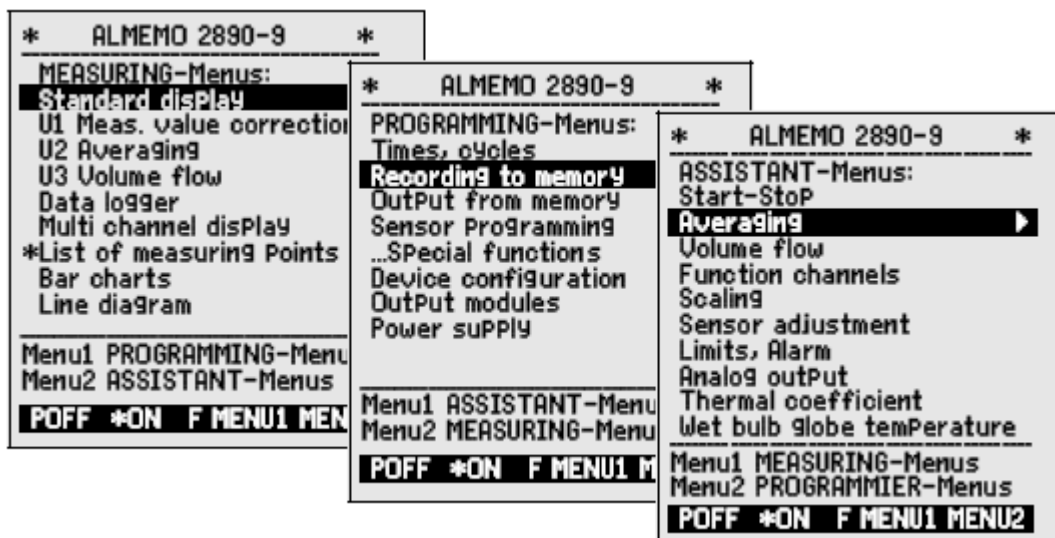 * ALMEMO 2890-9 *
MEASURING-Menus:
Standard disPlay
U1 Meas. value correction
U2 Averaging
U3 Volume flow
Data logger
Multi channel disPlay
*List of measuring Points
Bar charts
Line diagram
Menu1 PROGRAMMING-Menu
Menu2 ASSISTANT-Menus
POFF *ON F MENU1 MEN
* ALMEMO 2890-9 *
PROGRAMMING-Menus:
Times, cycles
Recording to memory
OutPut from memory
Sensor Programming
...SPecial functions
Device configuration
OutPut modules
Power suPPly
Menu1 ASSISTANT-Menu
Menu2 MEASURING-Menu
POFF *ON F MENU1 M
* ALMEMO 2890-9 *
ASSISTANT-Menus:
Start-StoP
Averaging
Volume flow
Function channels
Scaling
Sensor adjustment
Limits, Alarm
Analog outPut
Thermal coefficient
Wet bulb globe temPerature
Menu1 MEASURING-Menus
Menu2 PROGRAMMIER-Menus
POFF *ON F MENU1 MENU2